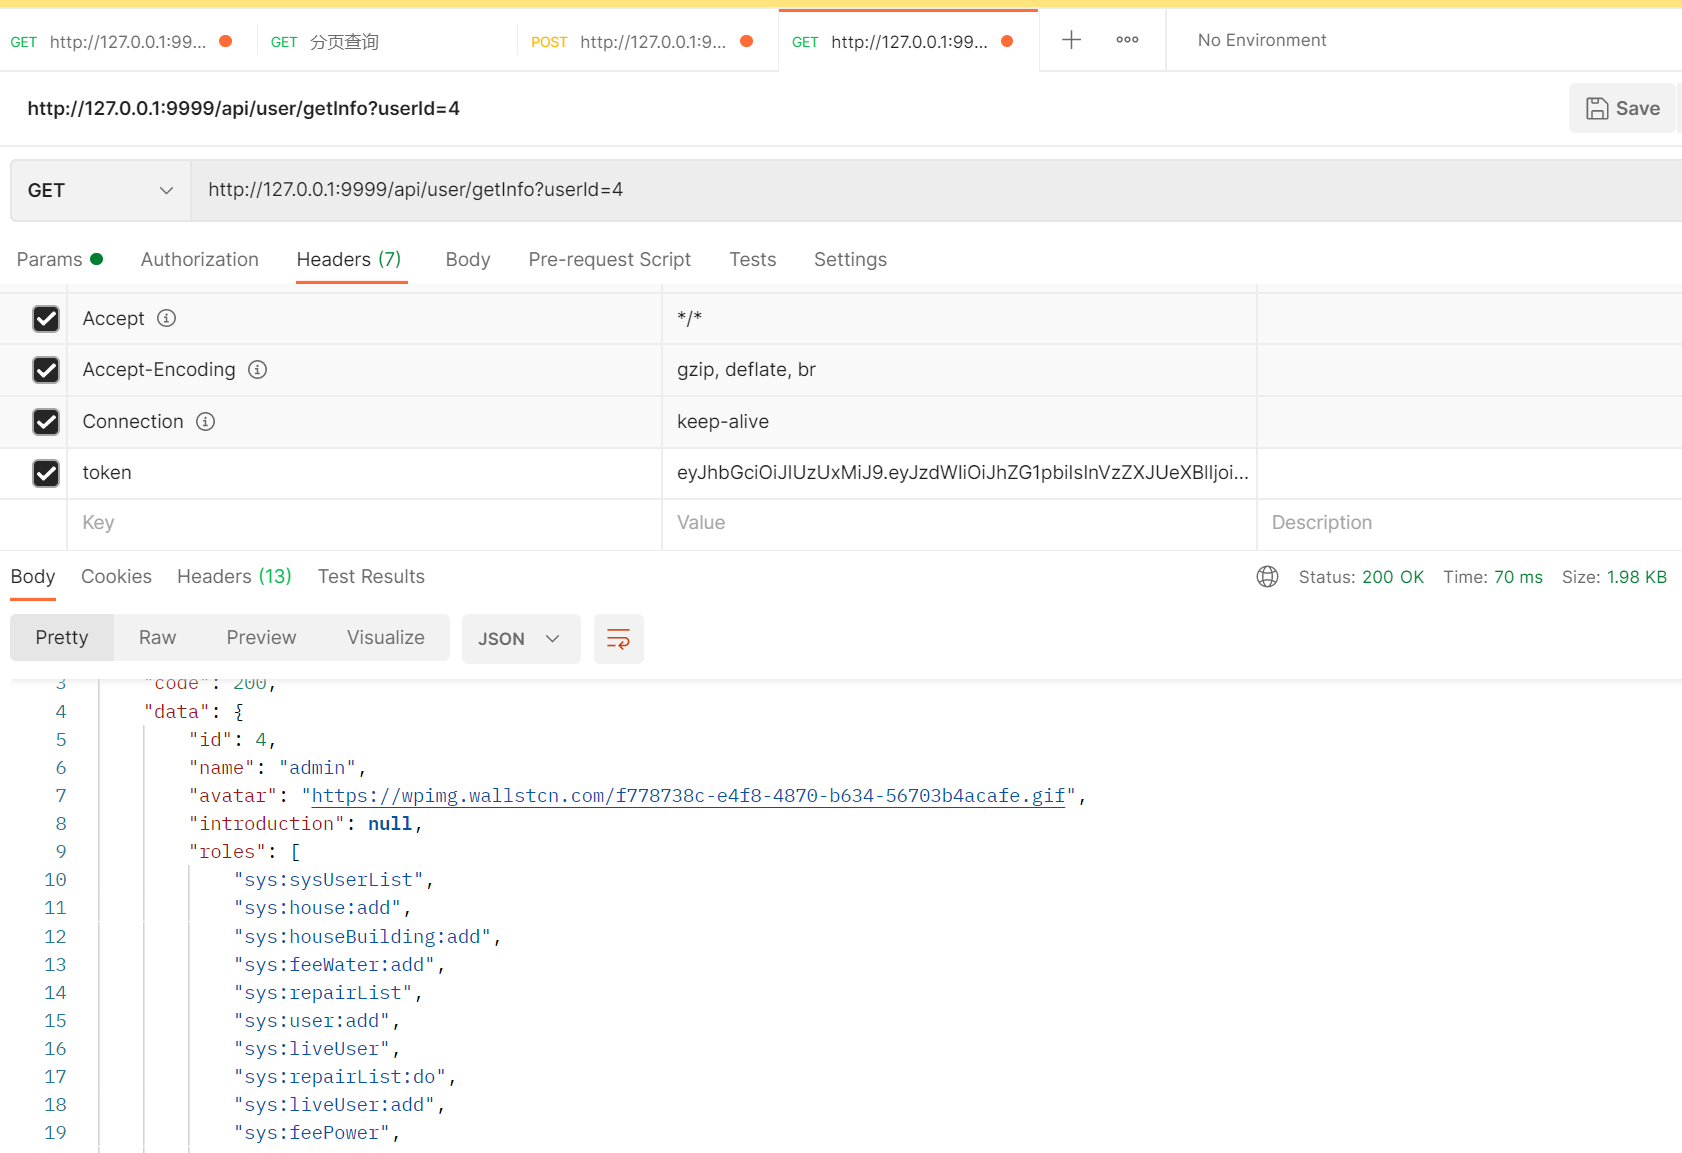 GET http://127.0.0.1:99... GET 分页查询 POST http://127.0.0.1:9... GET http://127.0.0.1:99... No Environment
http://127.0.0.1:9999/api/user/getInfo?userId=4 Save
GET http://127.0.0.1:9999/api/user/getInfo?userId=4
Params Authorization Headers (7) Body Pre-request Script Tests Settings
Accept */*
Accept-Encoding gzip, deflate, br
Connection keep-alive
token eyJhbGciOiJIUzUxMiJ9.eyJzdWIiOiJhZG1pbiIsInVzZXJUeXBlIjoi...
Key Value Description
Body Cookies Headers (13) Test Results Status: 200 OK Time: 70 ms Size: 1.98 KB
Pretty Raw Preview Visualize JSON
3 "code": 200,
4 "data": {
5 "id": 4,
6 "name": "admin",
7 "avatar": "https://wpimg.wallstcn.com/f778738c-e4f8-4870-b634-56703b4acafe.gif",
8 "introduction": null,
9 "roles": [
10 "sys:sysUserList",
11 "sys:house:add",
12 "sys:houseBuilding:add",
13 "sys:feeWater:add",
14 "sys:repairList",
15 "sys:user:add",
16 "sys:liveUser",
17 "sys:repairList:do",
18 "sys:liveUser:add",
19 "sys:feePower",